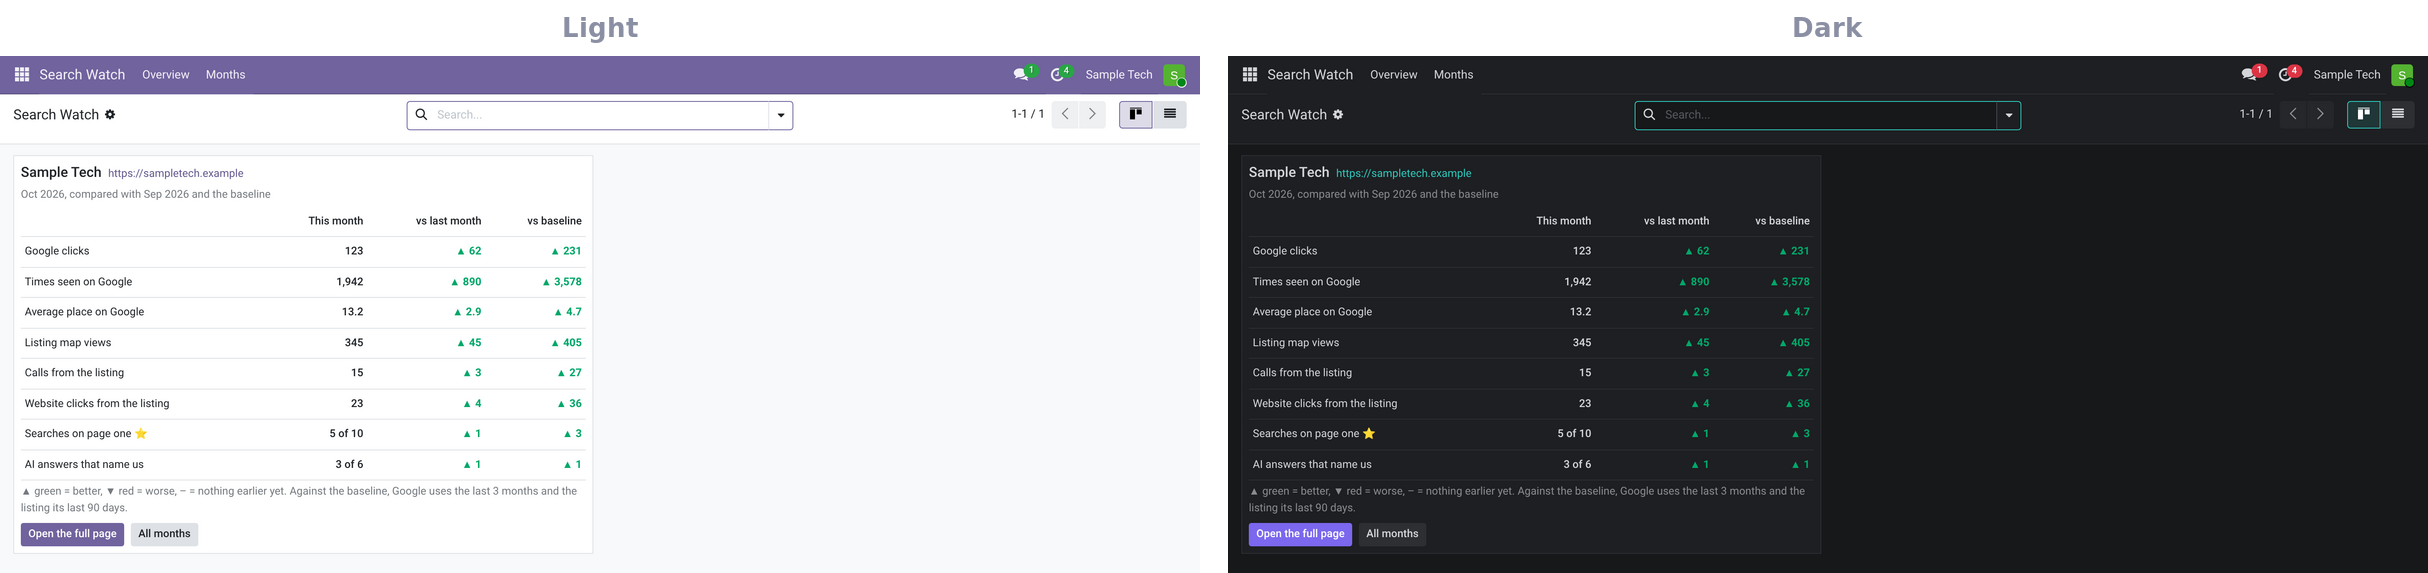 Light
Search Watch Overview Months 1 4 Sample Tech S
Search Watch Search... 1-1 / 1
Sample Tech https://sampletech.example
Oct 2026, compared with Sep 2026 and the baseline
This month vs last month vs baseline
Google clicks 123 ▲ 62 ▲ 231
Times seen on Google 1,942 ▲ 890 ▲ 3,578
Average place on Google 13.2 ▲ 2.9 ▲ 4.7
Listing map views 345 ▲ 45 ▲ 405
Calls from the listing 15 ▲ 3 ▲ 27
Website clicks from the listing 23 ▲ 4 ▲ 36
Searches on page one ⭐ 5 of 10 ▲ 1 ▲ 3
AI answers that name us 3 of 6 ▲ 1 ▲ 1
▲ green = better, ▼ red = worse, – = nothing earlier yet. Against the baseline, Google uses the last 3 months and the
listing its last 90 days.
Open the full page All months
Dark
Search Watch Overview Months 1 4 Sample Tech S
Search Watch Search... 1-1 / 1
Sample Tech https://sampletech.example
Oct 2026, compared with Sep 2026 and the baseline
This month vs last month vs baseline
Google clicks 123 ▲ 62 ▲ 231
Times seen on Google 1,942 ▲ 890 ▲ 3,578
Average place on Google 13.2 ▲ 2.9 ▲ 4.7
Listing map views 345 ▲ 45 ▲ 405
Calls from the listing 15 ▲ 3 ▲ 27
Website clicks from the listing 23 ▲ 4 ▲ 36
Searches on page one ⭐ 5 of 10 ▲ 1 ▲ 3
AI answers that name us 3 of 6 ▲ 1 ▲ 1
▲ green = better, ▼ red = worse, – = nothing earlier yet. Against the baseline, Google uses the last 3 months and the
listing its last 90 days.
Open the full page All months